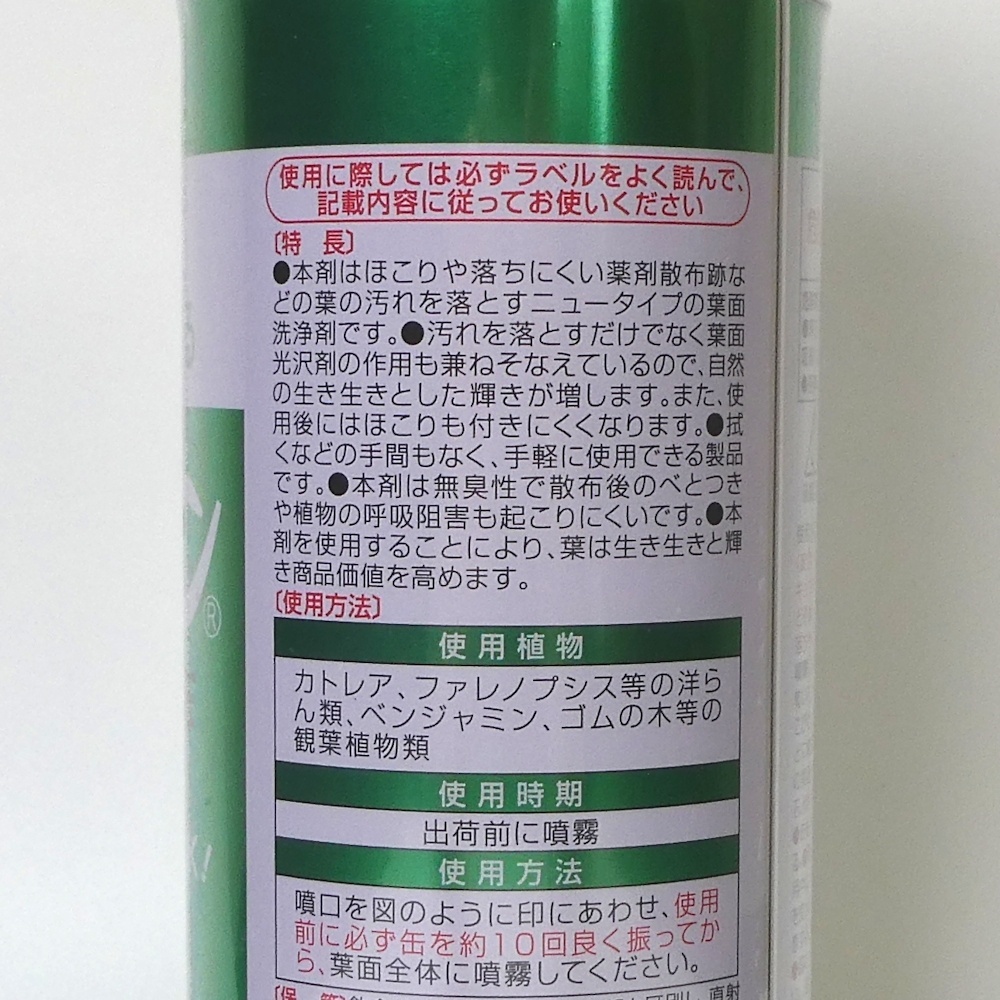 使用に際しては必ずラベルをよく読んで、
記載内容に従ってお使いください
〔特 長〕
●本剤はほこりや落ちにくい薬剤散布跡な
どの葉の汚れを落とすニュータイプの葉面
洗浄剤です。●汚れを落とすだけでなく葉面
光沢剤の作用も兼ねそなえているので、自然
の生き生きとした輝きが増します。また、使
用後にはほこりも付きにくくなります。●拭
くなどの手間もなく、手軽に使用できる製品
です。●本剤は無臭性で散布後のべとつき
や植物の呼吸阻害も起こりにくいです。●本
剤を使用することにより、葉は生き生きと輝
き商品価値を高めます。
〔使用方法〕
使用植物
カトレア、ファレノプシス等の洋ら
ん類、ベンジャミン、ゴムの木等の
観葉植物類
使用時期
出荷前に噴霧
使用方法
噴口を図のように印にあわせ、使用
前に必ず缶を約10回良く振ってか
ら、葉面全体に噴霧してください。
®